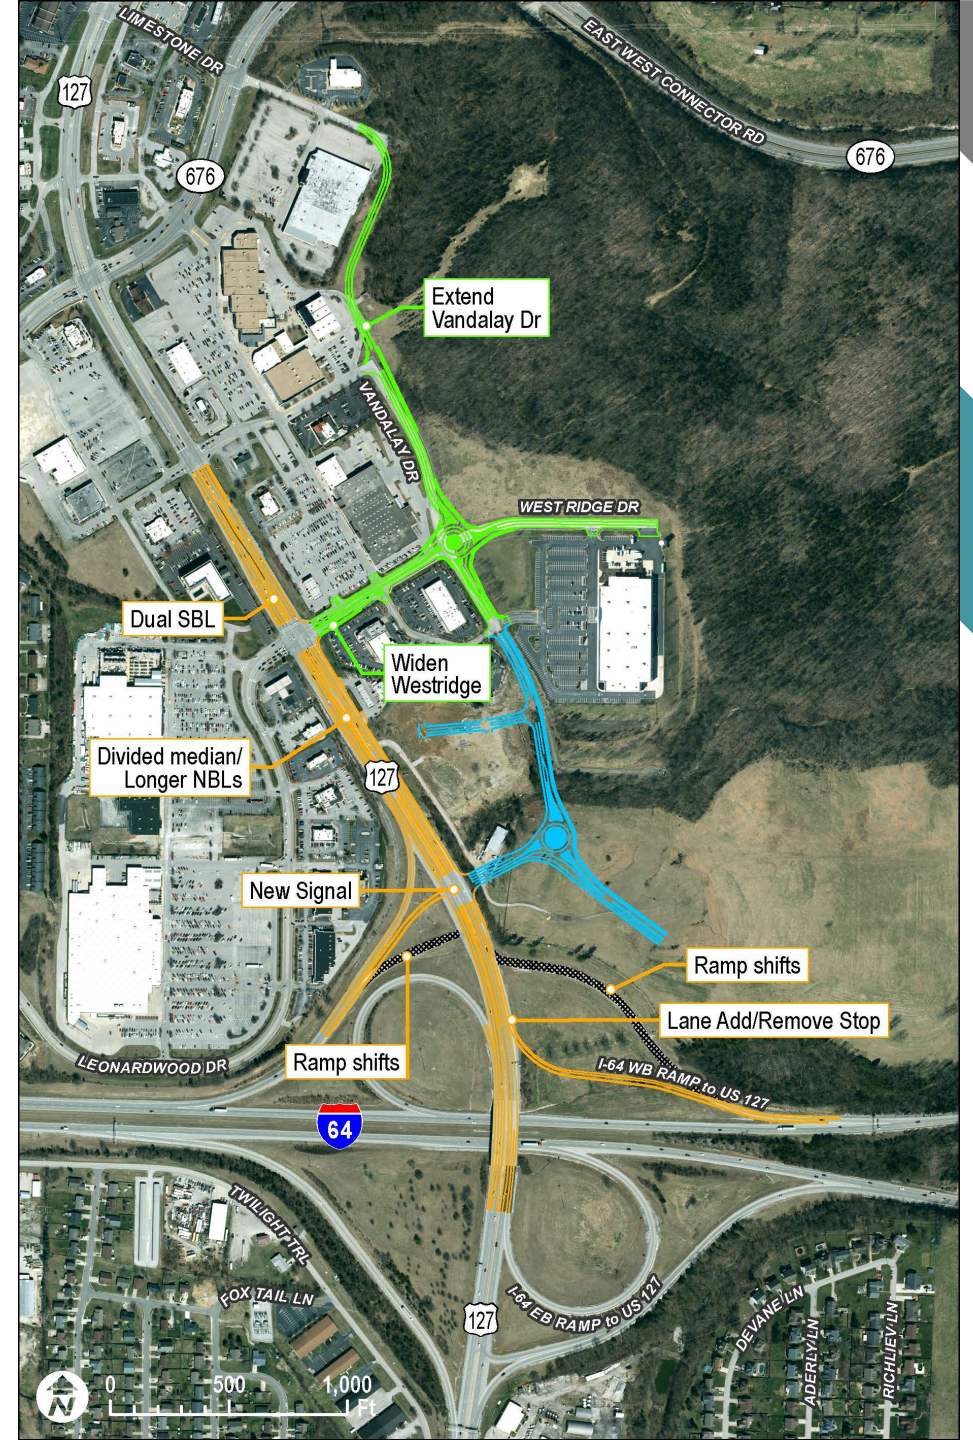 LIMESTONE DR
127
EAST WEST CONNECTOR RD
676
676
Extend
Vandalay Dr
VANDALAY DR
WEST RIDGE DR
Dual SBL
Widen
Westridge
Divided median/
Longer NBLs
127
New Signal
Ramp shifts
Lane Add/Remove Stop
Ramp shifts
LEONARDWOOD DR
I-64 WB RAMP to US 127
64
TWILIGHT TRL
FOX TAIL LN
I-64 EB RAMP to US 127
127
DEVANE LN
ADERLY LN
RICHLIEV LN
N
0 500 1,000
Ft